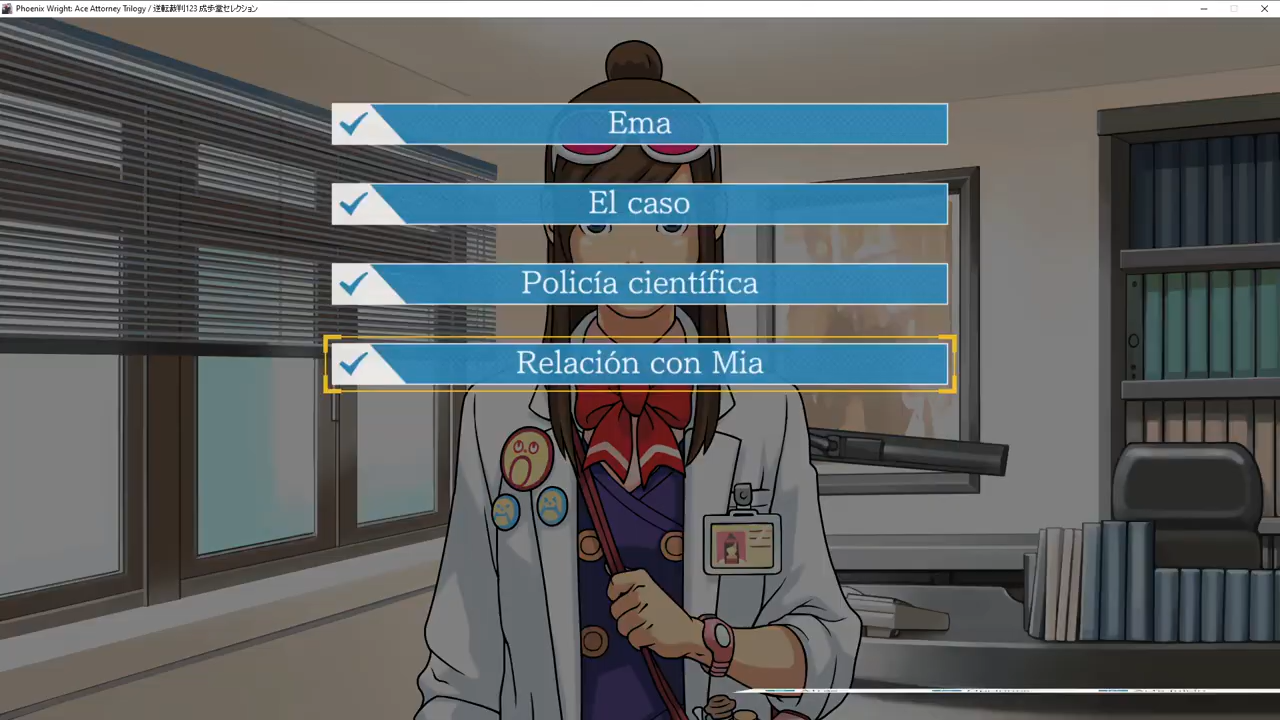 Phoenix Wright: Ace Attorney Trilogy / 逆転裁判123 成歩堂セレクション
Ema
El caso
Policía científica
Relación con Mia